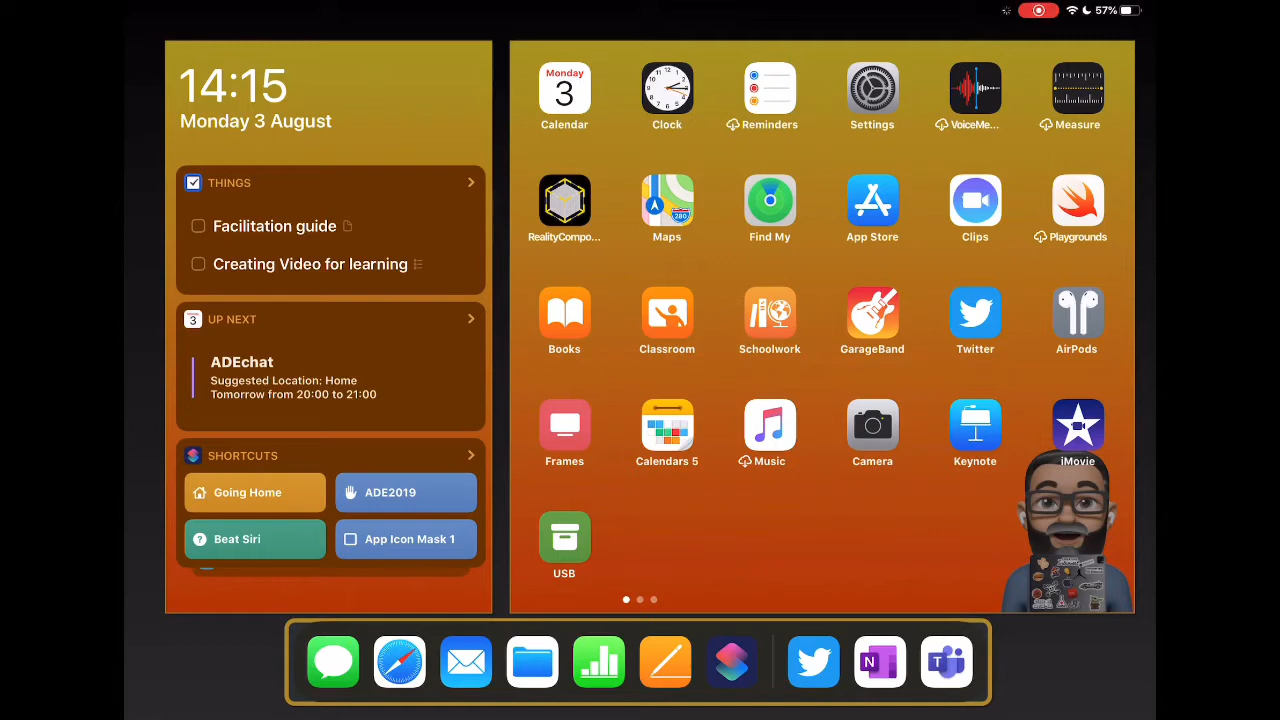 57%
14:15
Monday 3 August
THINGS
Facilitation guide
Creating Video for learning
3 UP NEXT
ADEchat
Suggested Location: Home
Tomorrow from 20:00 to 21:00
SHORTCUTS
Going Home
ADE2019
? Beat Siri
App Icon Mask 1
Monday
3
Calendar
Clock
Reminders
Settings
VoiceMe...
Measure
RealityCompo...
280
Maps
Find My
App Store
Clips
Playgrounds
Books
Classroom
Schoolwork
GarageBand
Twitter
AirPods
Frames
Calendars 5
Music
Camera
Keynote
iMovie
USB
N
T